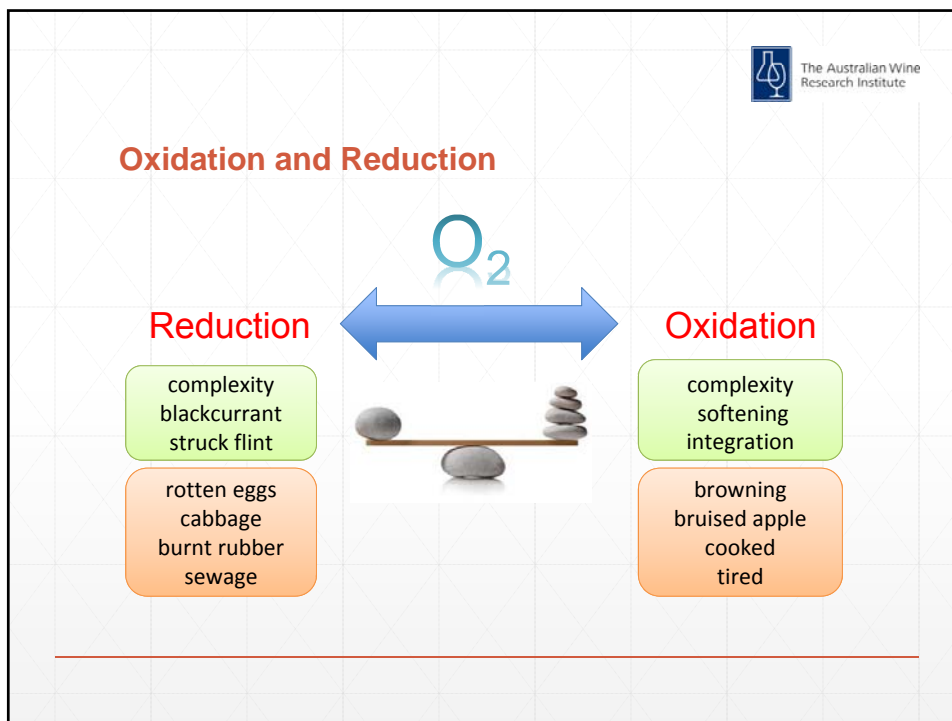 The Australian Wine
Research Institute
Oxidation and Reduction
O₂
Reduction
Oxidation
complexity
blackcurrant
struck flint
complexity
softening
integration
rotten eggs
cabbage
burnt rubber
sewage
browning
bruised apple
cooked
tired